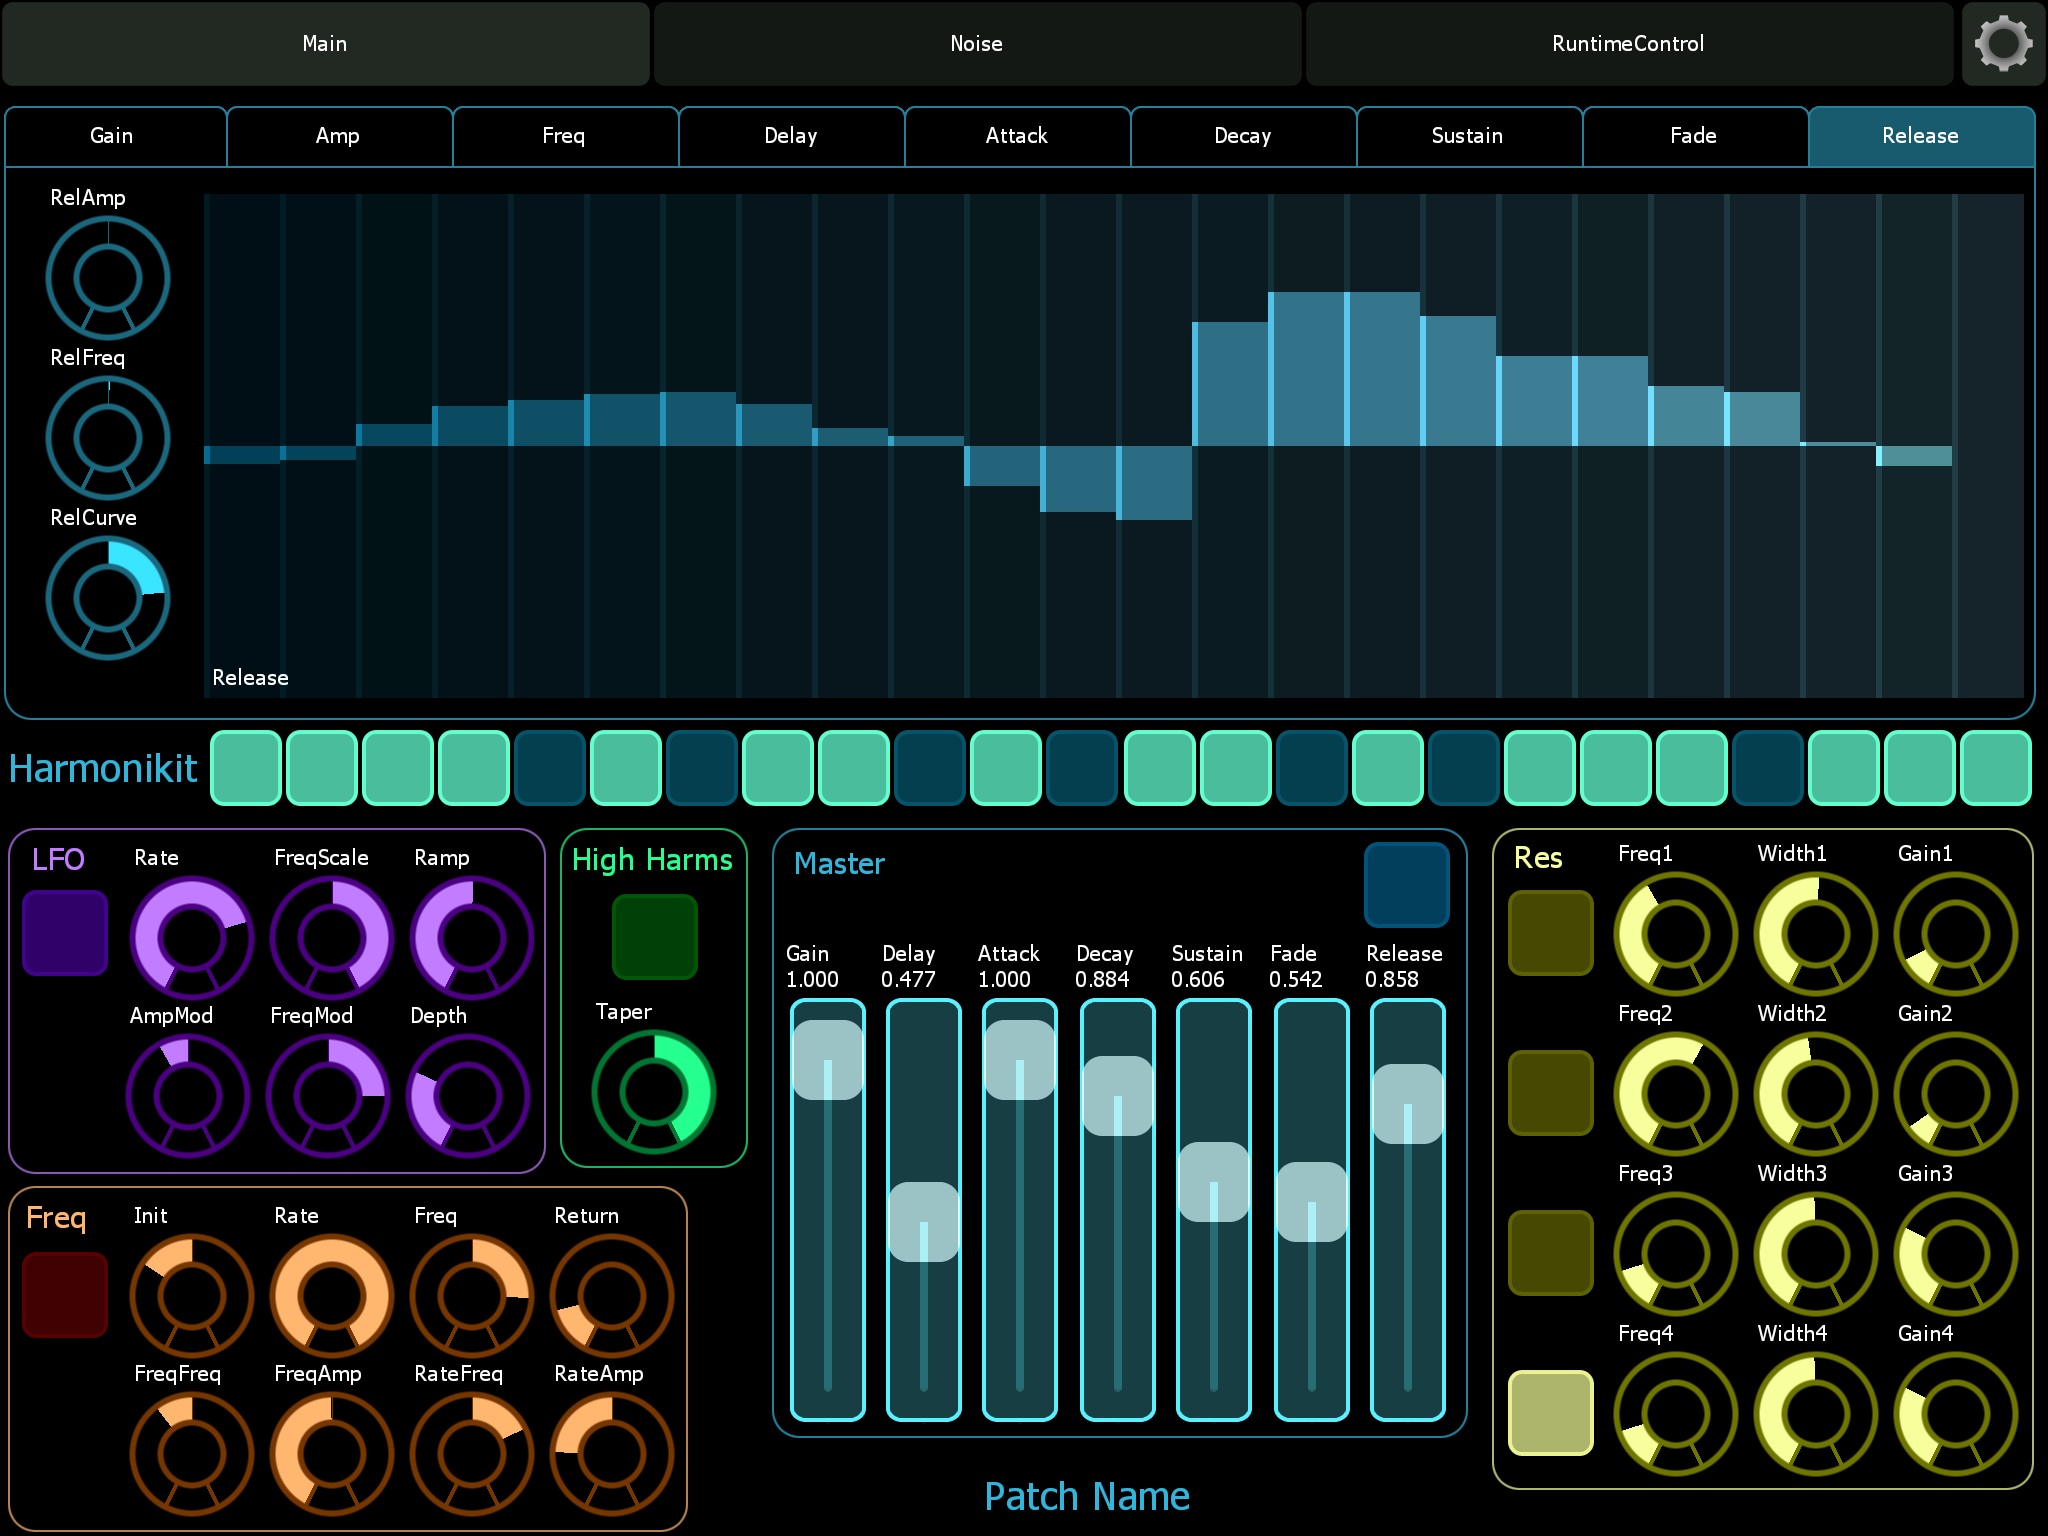 Main Noise RuntimeControl
Gain Amp Freq Delay Attack Decay Sustain Fade Release
RelAmp
RelFreq
RelCurve
Release
Harmonikit
LFO Rate FreqScale Ramp
AmpMod FreqMod Depth
High Harms
Taper
Master
Gain Delay Attack Decay Sustain Fade Release
1.000 0.477 1.000 0.884 0.606 0.542 0.858
Res Freq1 Width1 Gain1
Freq2 Width2 Gain2
Freq3 Width3 Gain3
Freq4 Width4 Gain4
Freq Init Rate Freq Return
FreqFreq FreqAmp RateFreq RateAmp
Patch Name